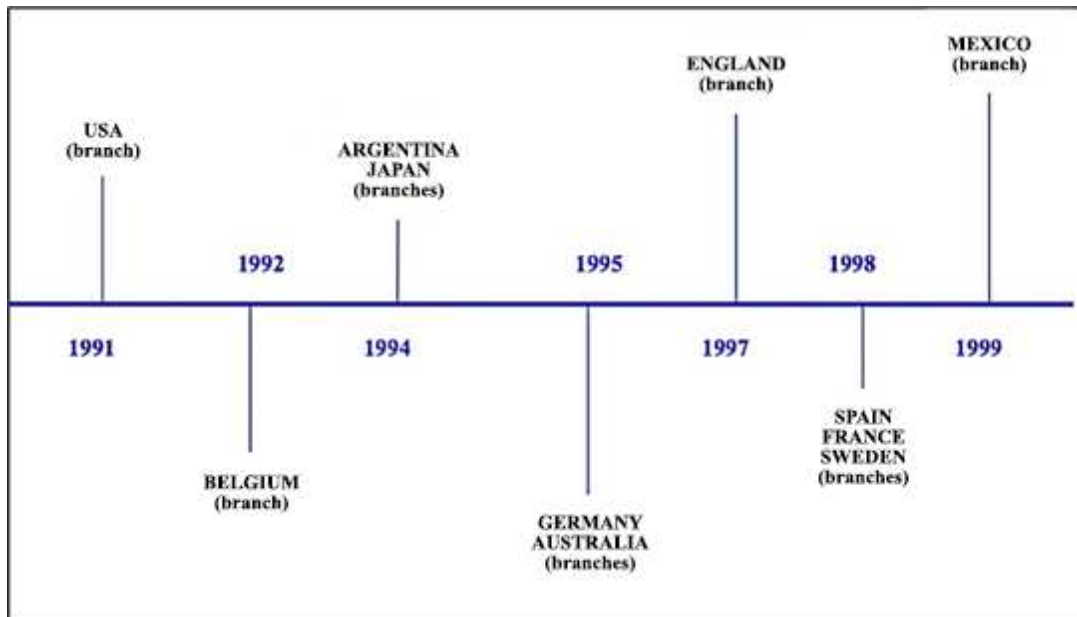 MEXICO
(branch)
ENGLAND
(branch)
USA
(branch)
ARGENTINA
JAPAN
(branches)
1992
1995
1998
1991
1994
1997
1999
BELGIUM
(branch)
GERMANY
AUSTRALIA
(branches)
SPAIN
FRANCE
SWEDEN
(branches)